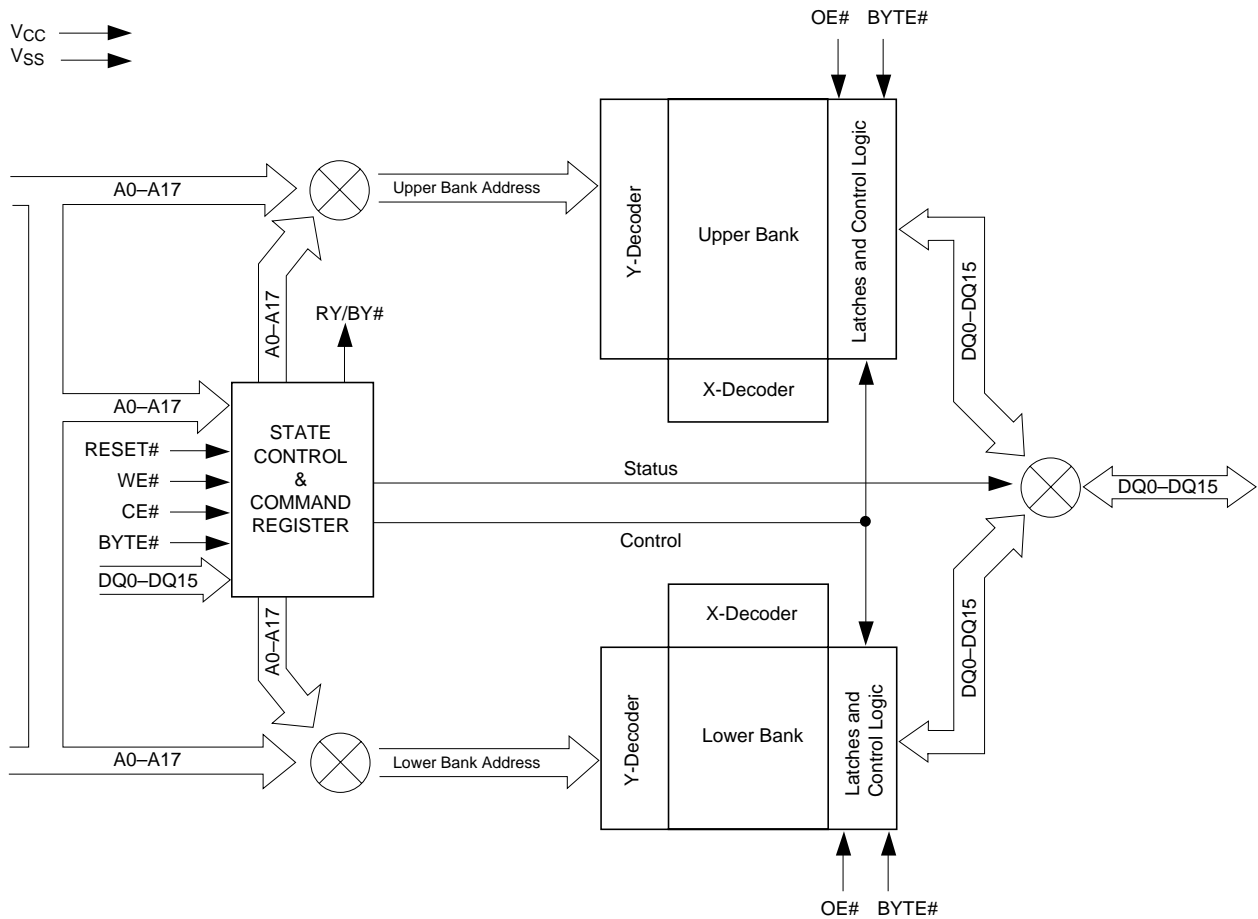 OE# BYTE#
VCC
VSS
A0–A17
Upper Bank Address
Y-Decoder
Upper Bank
Latches and Control Logic
X-Decoder
DQ0–DQ15
A0–A17
RY/BY#
A0–A17
RESET#
WE#
CE#
BYTE#
DQ0–DQ15
STATE
CONTROL
&
COMMAND
REGISTER
Status
Control
DQ0–DQ15
A0–A17
X-Decoder
DQ0–DQ15
A0–A17
Lower Bank Address
Y-Decoder
Lower Bank
Latches and
Control Logic
OE# BYTE#